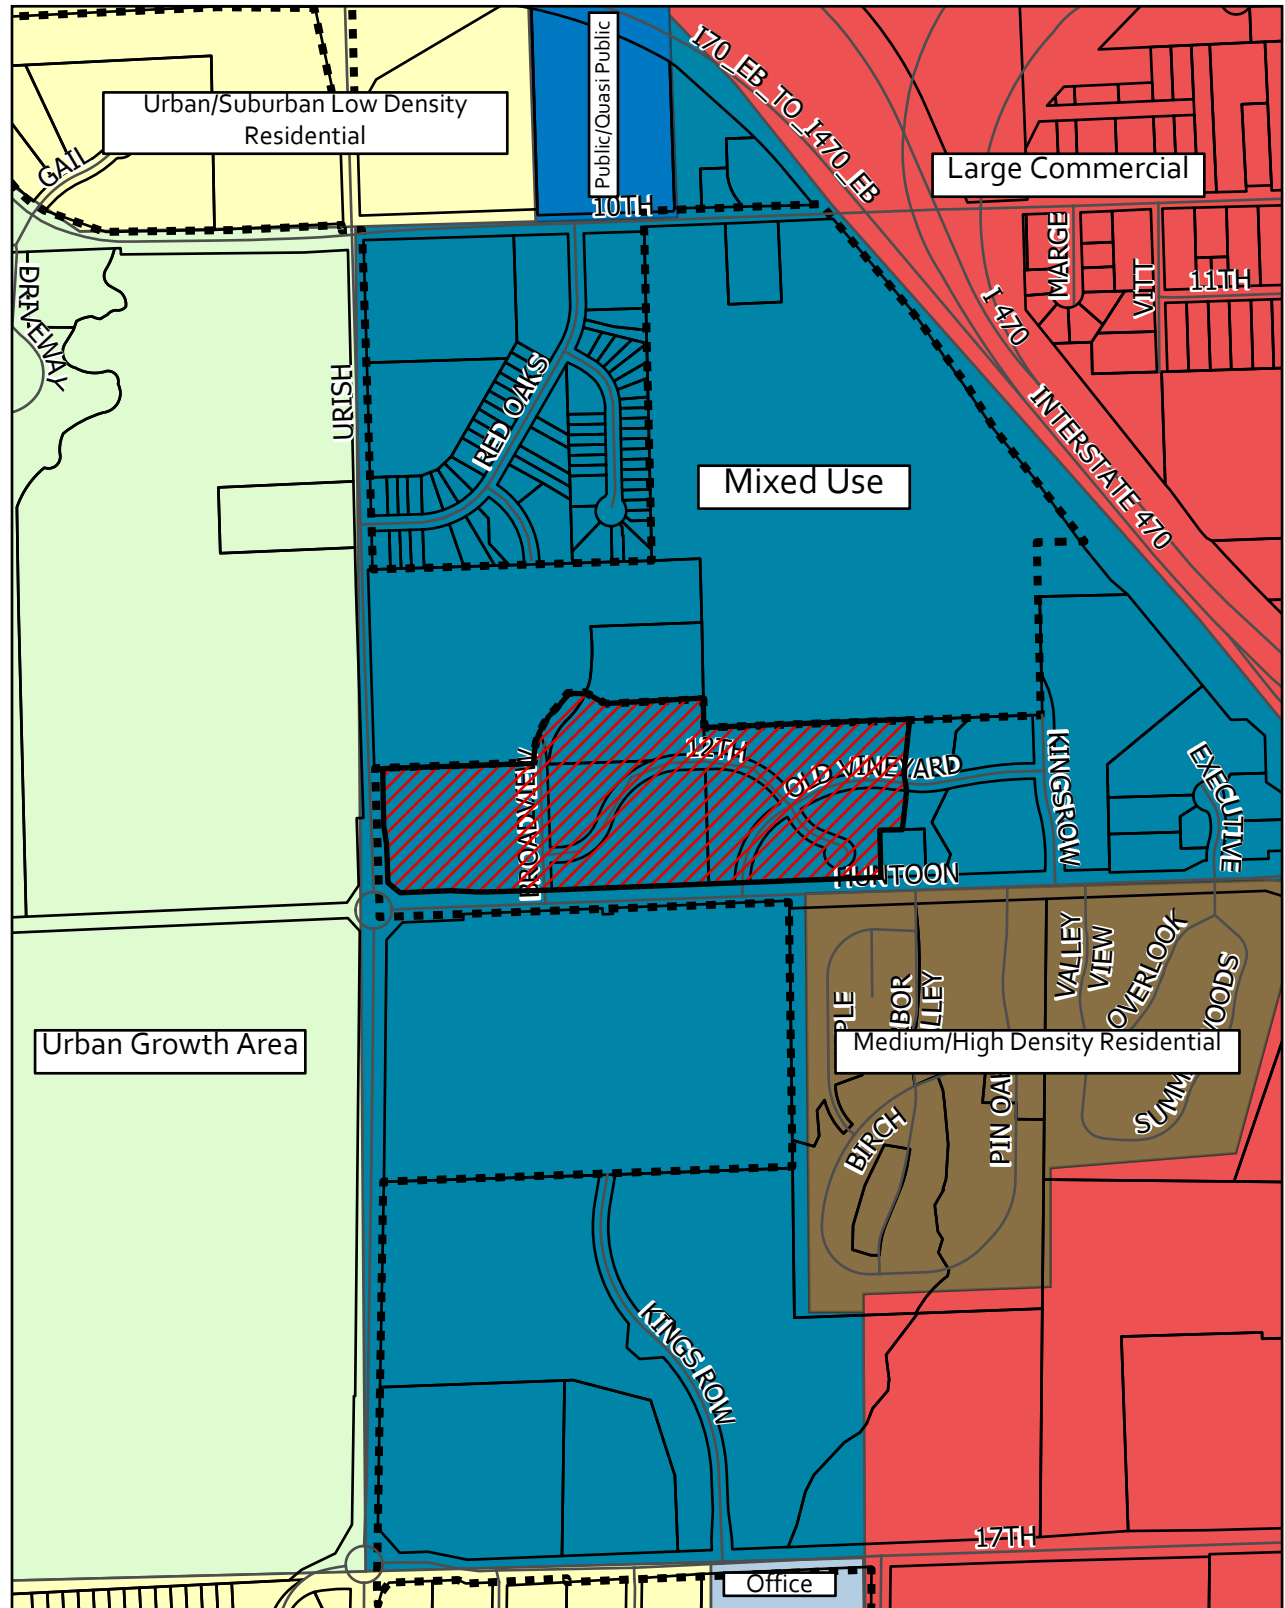 I70_EB_TO_I470_EB
Urban/Suburban Low Density
Residential
Public/Quasi Public
Large Commercial
GAIL
10TH
MARGE
VITT
11TH
DRIVEWAY
I 470
URISH
RED OAKS
INTERSTATE 470
Mixed Use
12TH
OLD VINEYARD
BROADVIEW
KINGSROW
EXECUTIVE
HUNTOON
VALLEY
VIEW
OVERLOOK
Urban Growth Area
Medium/High Density Residential
BIRCH
KINGS ROW
17TH
Office